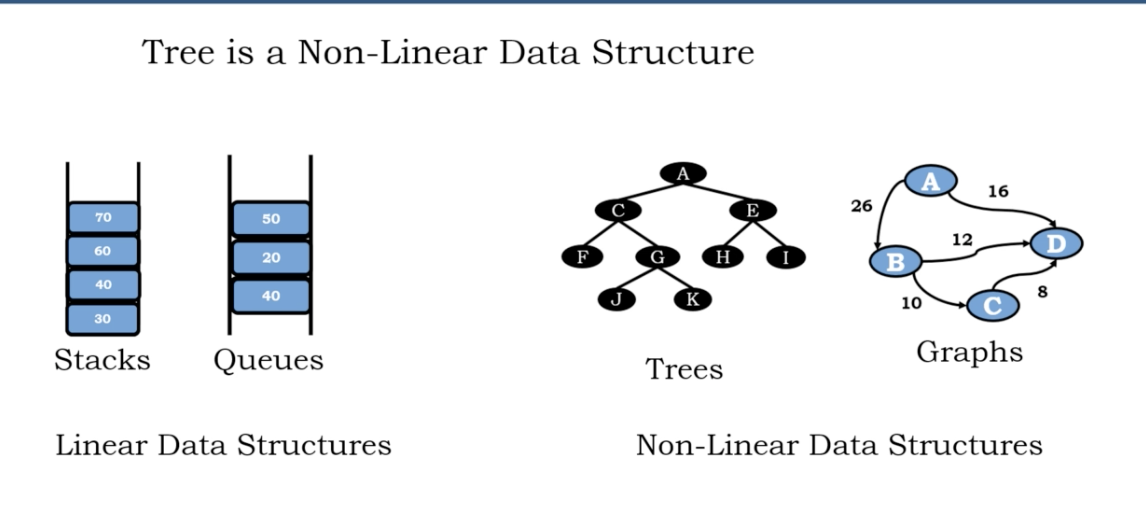 Tree is a Non-Linear Data Structure
70
60
40
30
Stacks
50
20
40
Queues
Linear Data Structures
A
C
E
F
G
H
I
J
K
Trees
A
16
26
12
D
B
10
C
8
Graphs
Non-Linear Data Structures